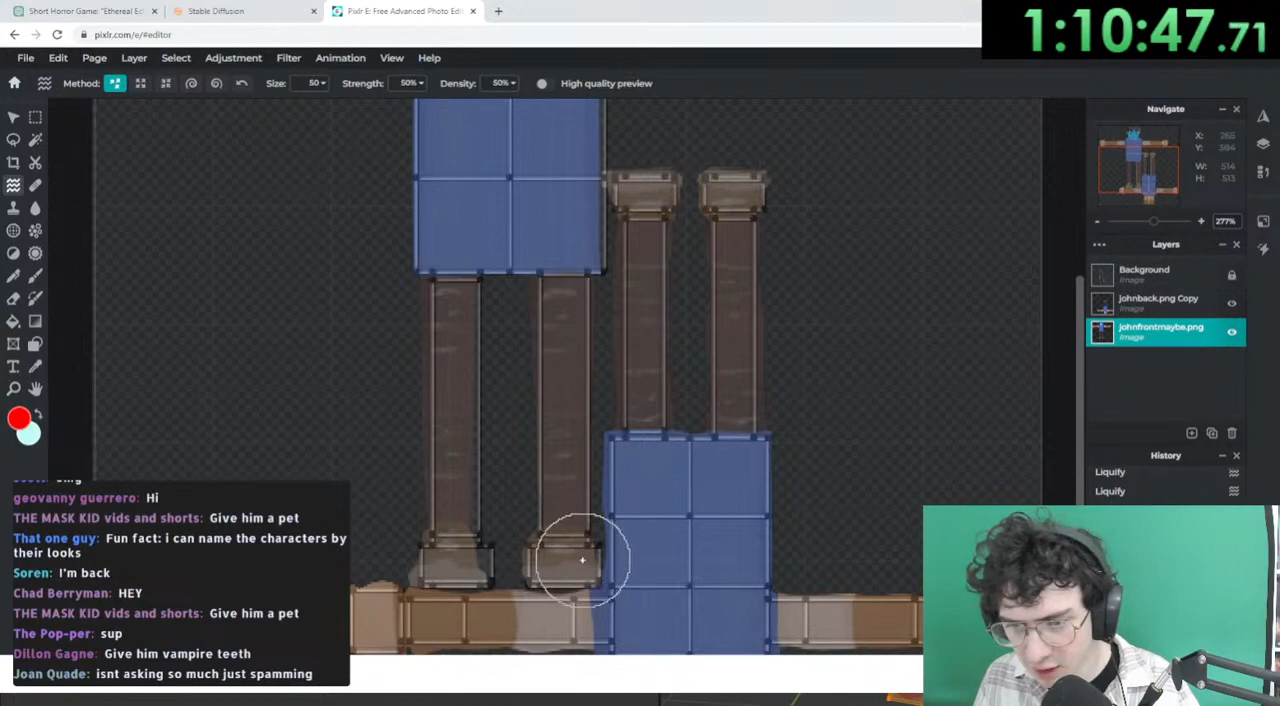 Short Horror Game: "Ethereal Ec
Stable Diffusion
Pixlr E: Free Advanced Photo Edi
1:10:47.71
pixlr.com/e/#editor
File Edit Page Layer Select Adjustment Filter Animation View Help
Method: Size: 50 Strength: 50% Density: 50% High quality preview
Navigate
X: 265
Y: 384
W: 514
H: 513
277%
Layers
Background
Image
johnback.png Copy
Image
johnfrontmaybe.png
Image
History
Liquify
Liquify
geovanny guerrero: Hi
THE MASK KID vids and shorts: Give him a pet
That one guy: Fun fact: i can name the characters by
their looks
Soren: I'm back
Chad Berryman: HEY
THE MASK KID vids and shorts: Give him a pet
The Pop-per: sup
Dillon Gagne: Give him vampire teeth
Joan Quade: isnt asking so much just spamming